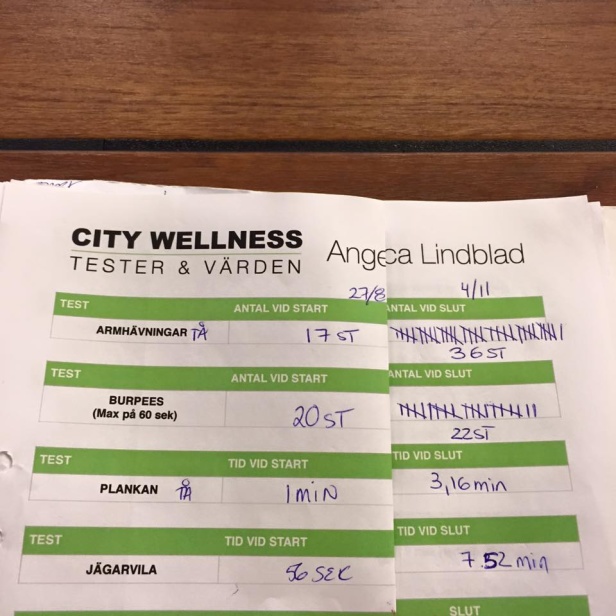 CITY WELLNESS
TESTER & VÄRDEN
Ange ca Lindblad
27/8 4/11
TEST ANTAL VID START ANTAL VID SLUT
ARMHÄVNINGAR TÅ 17 ST
36 ST
TEST ANTAL VID START ANTAL VID SLUT
BURPEES
(Max på 60 sek) 20 ST
22 ST
TEST TID VID START TID VID SLUT
PLANKAN TÅ 1 MIN 3,16 min
TEST TID VID START TID VID SLUT
JÄGARVILA 56 SEK 7.52 min
SLUT